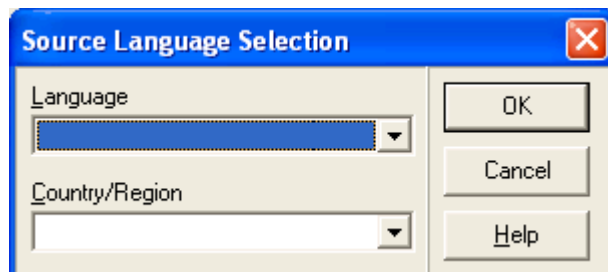 Source Language Selection
Language
OK
Cancel
Country/Region
Help